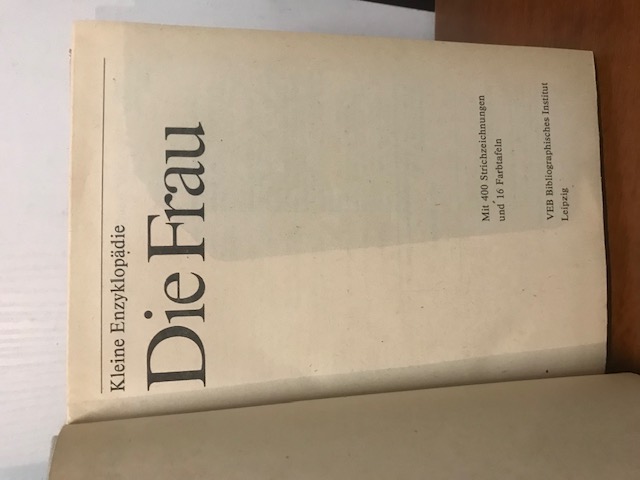 Kleine Enzyklopädie
Die Frau
Mit 400 Strichzeichnungen
und 16 Farbtafeln
VEB Bibliographisches Institut
Leipzig